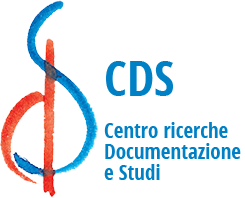 CDS
Centro ricerche
Documentazione
e Studi